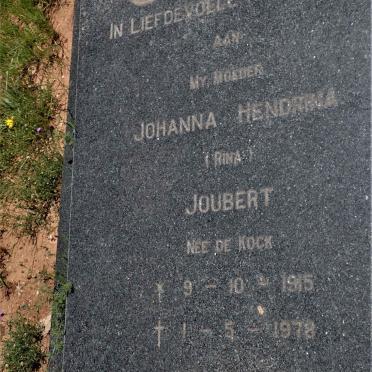 IN LIEFDEVOLLE
AAN
MY MOEDER
JOHANNA HENDRINA
(RINA)
JOUBERT
NEE DE KOCK
9-10-1915
† 1-5-1978